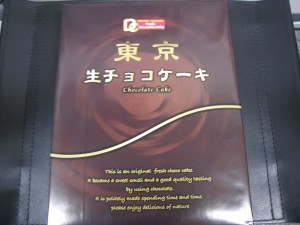 東京
生チョコケーキ
Chocolate Cake
This is an original fresh choco cake.
It became a sweet smell and a good quality tasting
by using chocolate.
It is politely made spending time and time.
please enjoy delicious of nature